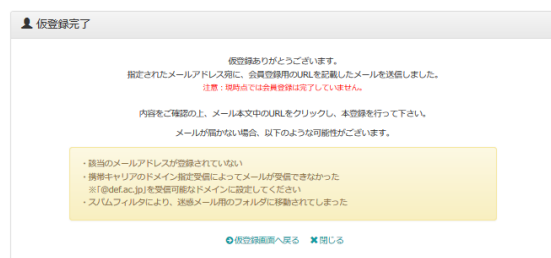 仮登録完了
仮登録ありがとうございます。
指定されたメールアドレス宛に、会員登録用のURLを記載したメールを送信しました。
注意：現時点では会員登録は完了していません。
内容をご確認の上、メール本文中のURLをクリックし、本登録を行って下さい。
メールが届かない場合、以下のような可能性がございます。
・該当のメールアドレスが登録されていない
・携帯キャリアのドメイン指定受信によってメールが受信できなかった
※「@def.ac.jp」を受信可能なドメインに設定してください
・スパムフィルタにより、迷惑メール用のフォルダに移動されてしまった
仮登録画面へ戻る 閉じる